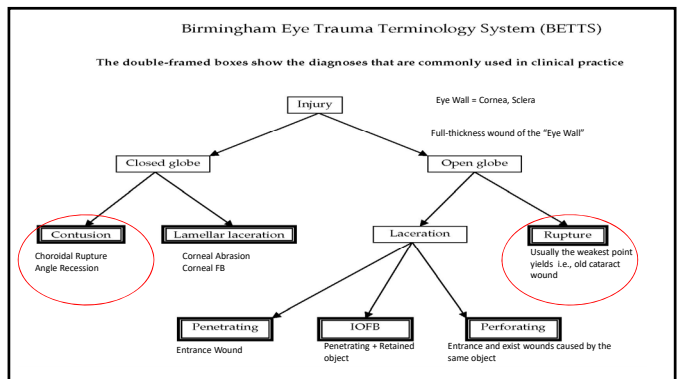 Birmingham Eye Trauma Terminology System (BETTS)
The double-framed boxes show the diagnoses that are commonly used in clinical practice
Injury
Eye Wall = Cornea, Sclera
Full-thickness wound of the “Eye Wall”
Closed globe
Open globe
Contusion
Lamellar laceration
Laceration
Rupture
Choroidal Rupture
Angle Recession
Corneal Abrasion
Corneal FB
Usually the weakest point
yields i.e., old cataract
wound
Penetrating
IOFB
Perforating
Entrance Wound
Penetrating + Retained
object
Entrance and exist wounds caused by the
same object